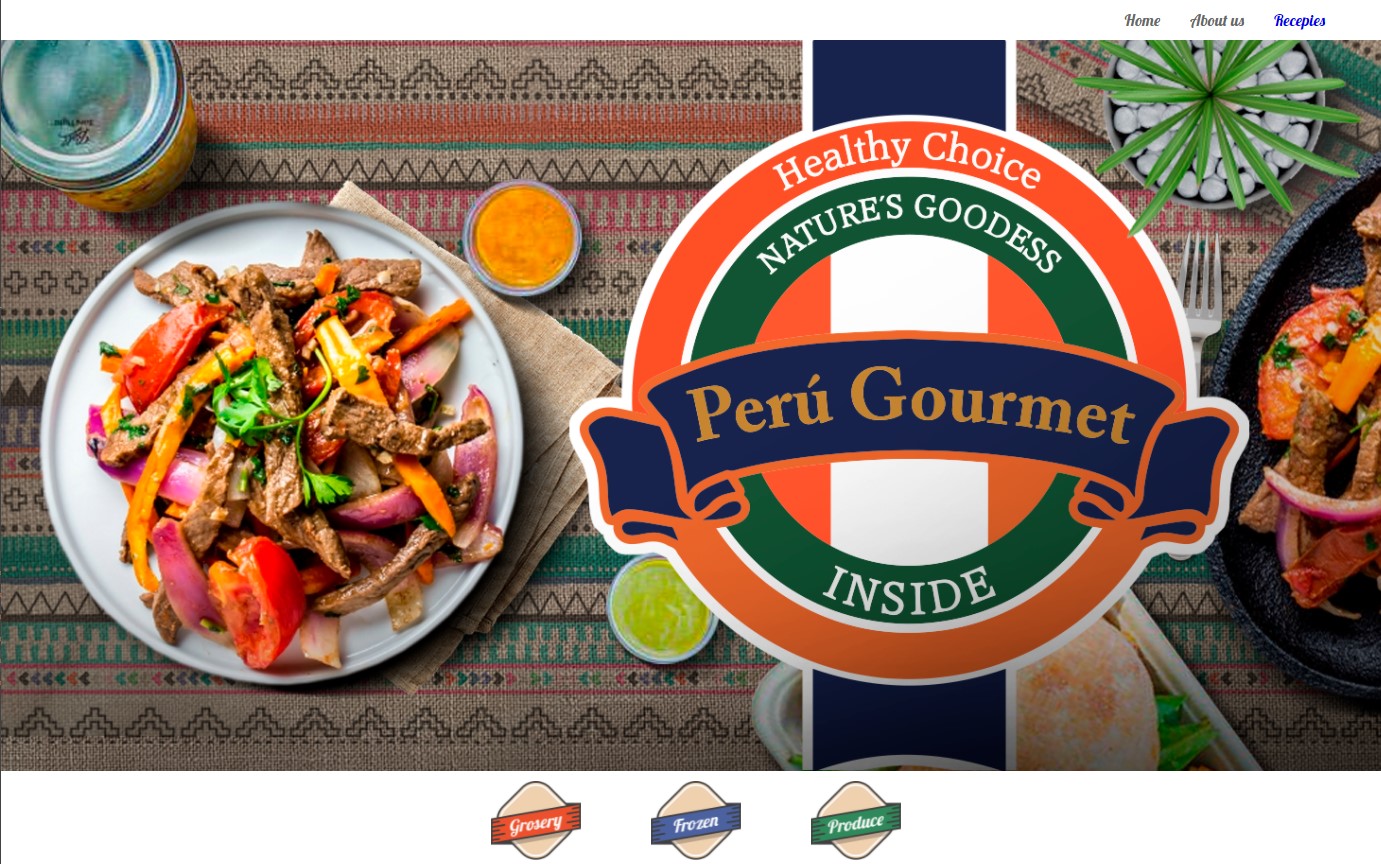 Home About us Recepies
Healthy Choice
NATURE'S GOODESS
Perú Gourmet
INSIDE
Grosery Frozen Produce